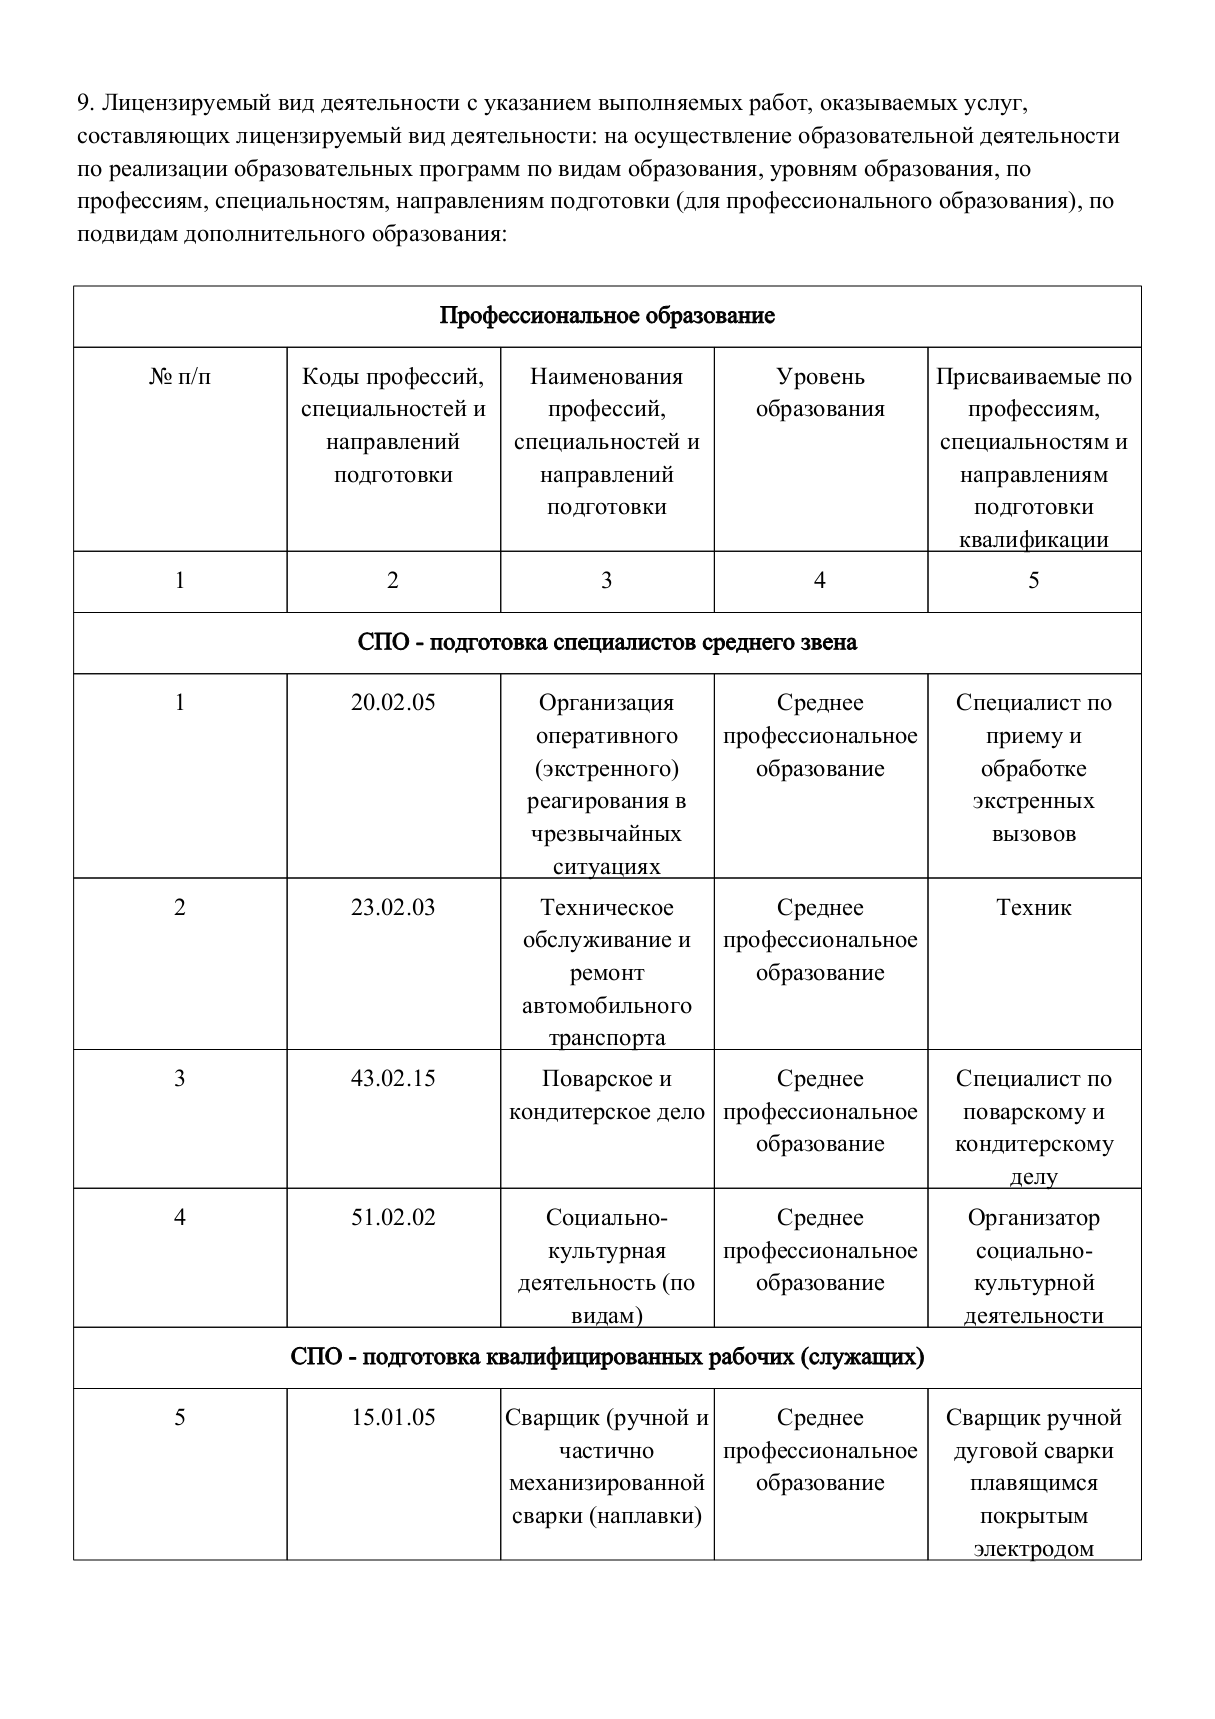 9. Лицензируемый вид деятельности с указанием выполняемых работ, оказываемых услуг,
составляющих лицензируемый вид деятельности: на осуществление образовательной деятельности
по реализации образовательных программ по видам образования, уровням образования, по
профессиям, специальностям, направлениям подготовки (для профессионального образования), по
подвидам дополнительного образования:
Профессиональное образование
№ п/п
Коды профессий,
специальностей и
направлений
подготовки
Наименования
профессий,
специальностей и
направлений
подготовки
Уровень
образования
Присваиваемые по
профессиям,
специальностям и
направлениям
подготовки
квалификации
1
2
3
4
5
СПО - подготовка специалистов среднего звена
1
20.02.05
Организация
оперативного
(экстренного)
реагирования в
чрезвычайных
ситуациях
Среднее
профессиональное
образование
Специалист по
приему и
обработке
экстренных
вызовов
2
23.02.03
Техническое
обслуживание и
ремонт
автомобильного
транспорта
Среднее
профессиональное
образование
Техник
3
43.02.15
Поварское и
кондитерское дело
Среднее
профессиональное
образование
Специалист по
поварскому и
кондитерскому
делу
4
51.02.02
Социально-
культурная
деятельность (по
видам)
Среднее
профессиональное
образование
Организатор
социально-
культурной
деятельности
СПО - подготовка квалифицированных рабочих (служащих)
5
15.01.05
Сварщик (ручной и
частично
механизированной
сварки (наплавки)
Среднее
профессиональное
образование
Сварщик ручной
дуговой сварки
плавящимся
покрытым
электродом